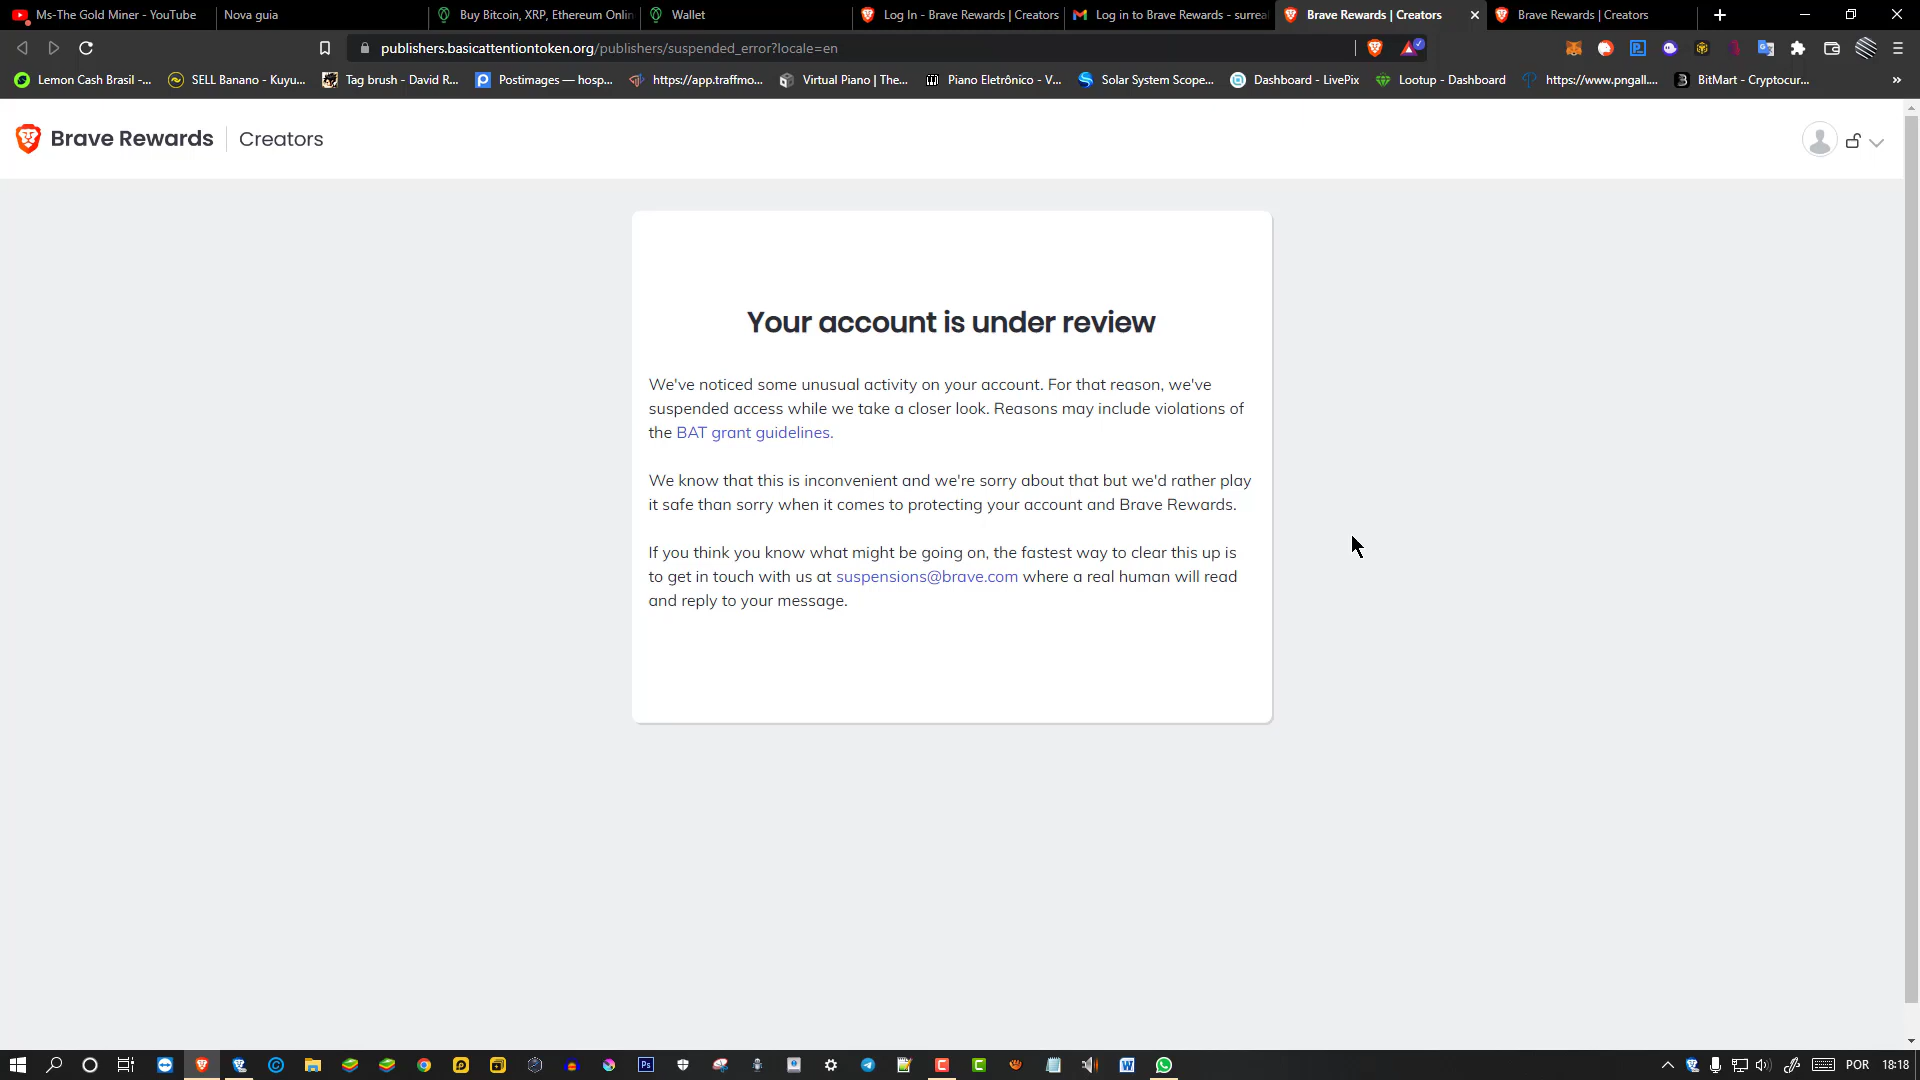 Ms-The Gold Miner - YouTube
Nova guia
Buy Bitcoin, XRP, Ethereum Onlin
Wallet
Log In - Brave Rewards | Creators
Log in to Brave Rewards - surreal
Brave Rewards | Creators
Brave Rewards | Creators
publishers.basicattentiontoken.org/publishers/suspended_error?locale=en
Lemon Cash Brasil -...
SELL Banano - Kuyu...
Tag brush - David R...
Postimages — hosp...
https://app.traffmo...
Virtual Piano | The...
Piano Eletrônico - V...
Solar System Scope...
Dashboard - LivePix
Lootup - Dashboard
https://www.pngall....
BitMart - Cryptocur...
Brave Rewards
Creators
Your account is under review
We've noticed some unusual activity on your account. For that reason, we've
suspended access while we take a closer look. Reasons may include violations of
the BAT grant guidelines.
We know that this is inconvenient and we're sorry about that but we'd rather play
it safe than sorry when it comes to protecting your account and Brave Rewards.
If you think you know what might be going on, the fastest way to clear this up is
to get in touch with us at suspensions@brave.com where a real human will read
and reply to your message.
POR
18:18